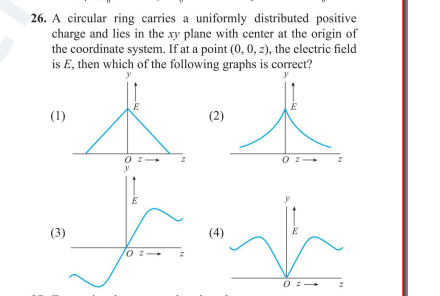 26. A circular ring carries a uniformly distributed positive
charge and lies in the xy plane with center at the origin of
the coordinate system. If at a point (0, 0, z), the electric field
is E, then which of the following graphs is correct?
y
y
E
E
(1)
(2)
O z z
O z z
y
E
y
E
(3)
(4)
O z z
O z z